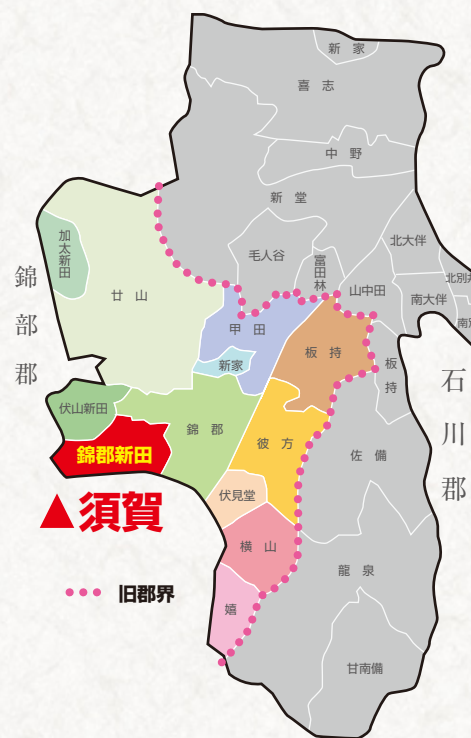 新家
喜志
中野
新堂
毛人谷
富田林
北大伴
山中田
北別井
南大伴
加太新田
廿山
錦部郡
甲田
新家
板持
板持
石川郡
伏山新田
錦郡
錦郡新田
彼方
佐備
伏見堂
▲須賀
横山
龍泉
旧郡界
嬉
甘南備